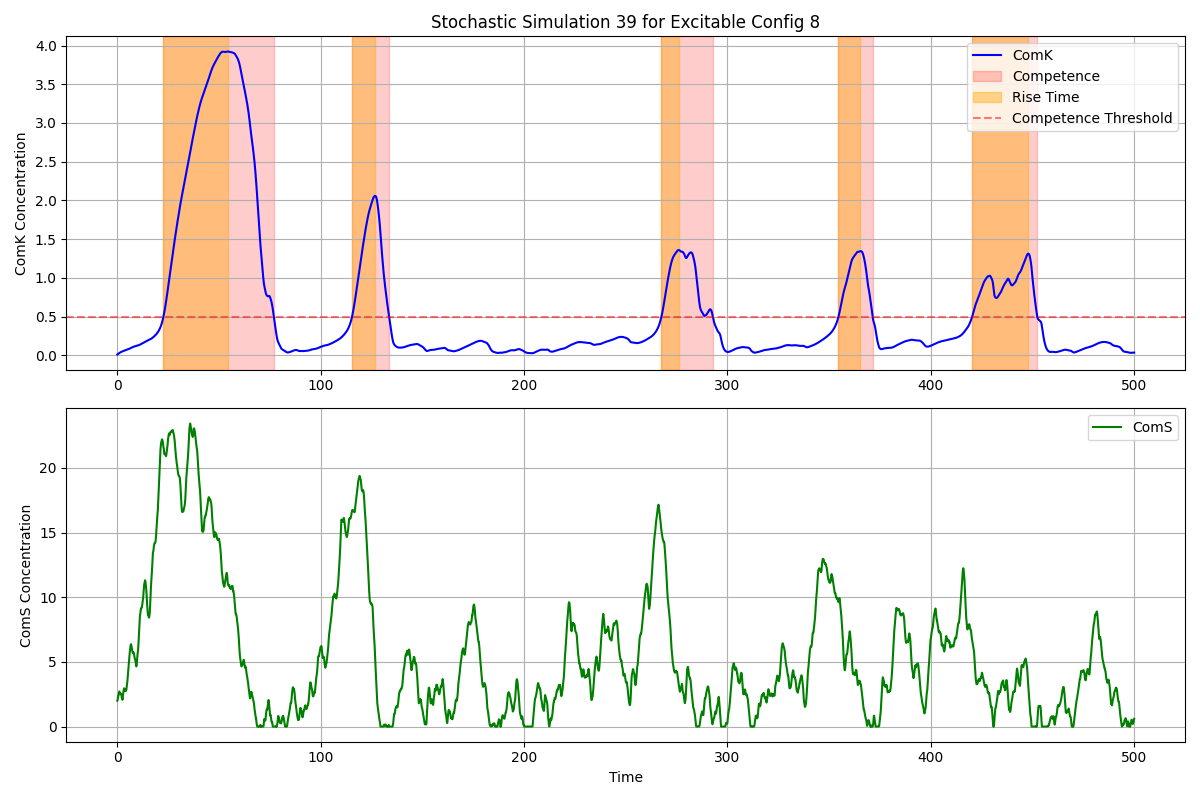 Stochastic Simulation 39 for Excitable Config 8
ComK Concentration
4.0
3.5
3.0
2.5
2.0
1.5
1.0
0.5
0.0
ComK
Competence
Rise Time
Competence Threshold
0 100 200 300 400 500
ComS Concentration
20
15
10
5
0
ComS
0 100 200 300 400 500
Time